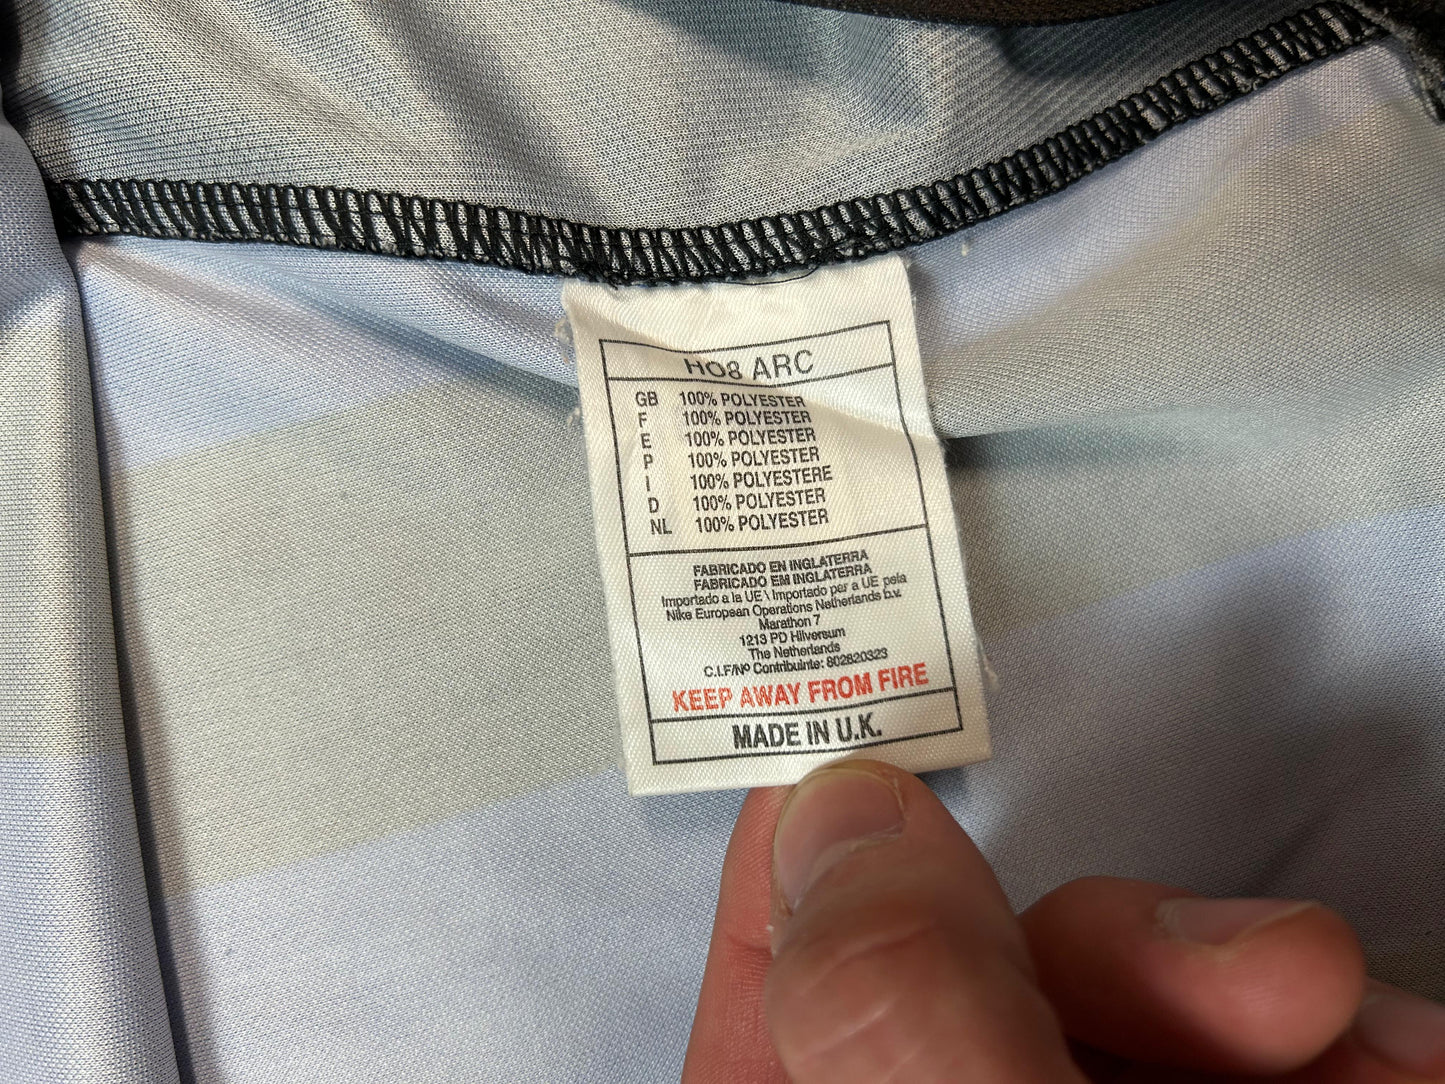 HO8 ARC
GB 100% POLYESTER
F 100% POLYESTER
E 100% POLYESTER
P 100% POLYESTER
I 100% POLYESTERE
D 100% POLYESTER
NL 100% POLYESTER
FABRICADO EN INGLATERRA
FABRICADO EM INGLATERRA
Importado a la UE \ Importado par a UE pela
Nike European Operations Netherlands b.v.
Marathon 7
1213 PD Hilversum
The Netherlands
C.I.F/Nº Contribuinte: 802820323
KEEP AWAY FROM FIRE
MADE IN U.K.